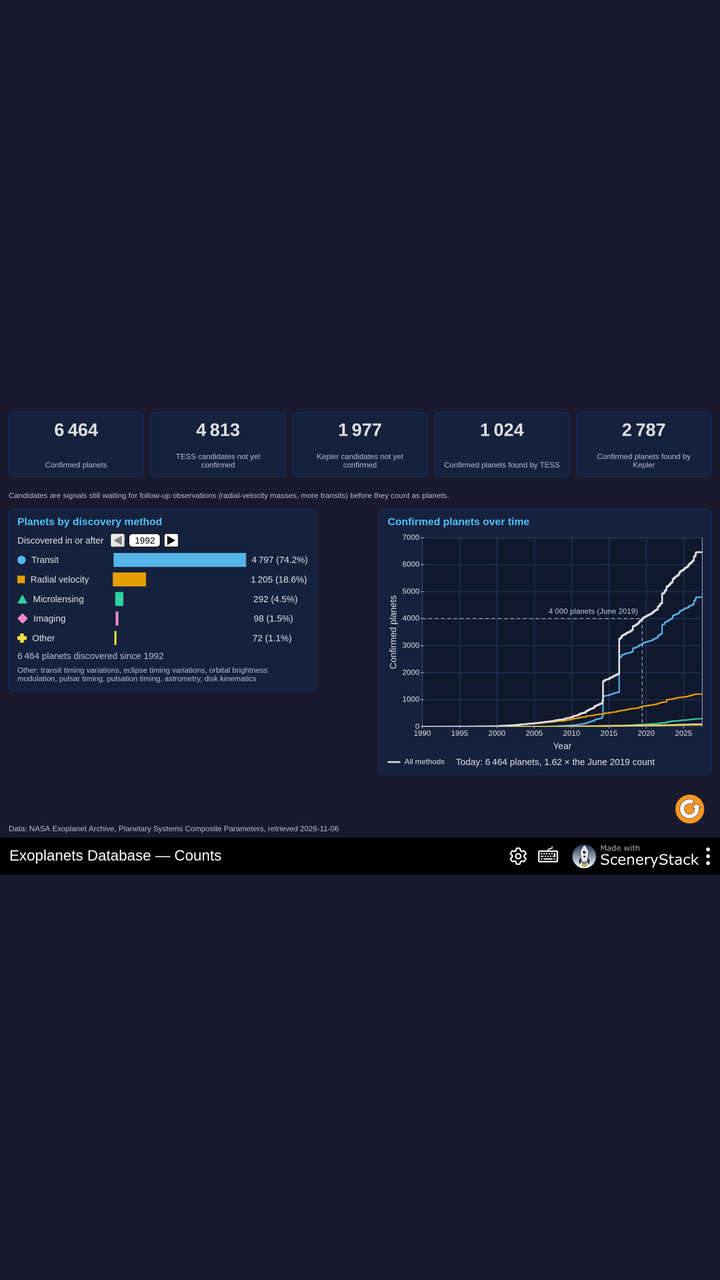 6 464
4 813
1 977
1 024
2 787
Confirmed planets
TESS candidates not yet
confirmed
Kepler candidates not yet
confirmed
Confirmed planets found by TESS
Confirmed planets found by
Kepler
Candidates are signals still waiting for follow-up observations (radial-velocity masses, more transits) before they count as planets.
Planets by discovery method
Discovered in or after 1992
Transit 4 797 (74.2%)
Radial velocity 1 205 (18.6%)
Microlensing 292 (4.5%)
Imaging 98 (1.5%)
Other 72 (1.1%)
6 464 planets discovered since 1992
Other: transit timing variations, eclipse timing variations, orbital brightness
modulation, pulsar timing, pulsation timing, astrometry, disk kinematics
Confirmed planets over time
7000
6000
5000
4000
3000
2000
1000
0
Confirmed planets
4 000 planets (June 2019)
1990 1995 2000 2005 2010 2015 2020 2025
Year
All methods Today: 6 464 planets, 1.62 × the June 2019 count
Data: NASA Exoplanet Archive, Planetary Systems Composite Parameters, retrieved 2026-11-06
Exoplanets Database — Counts
Made with
SceneryStack